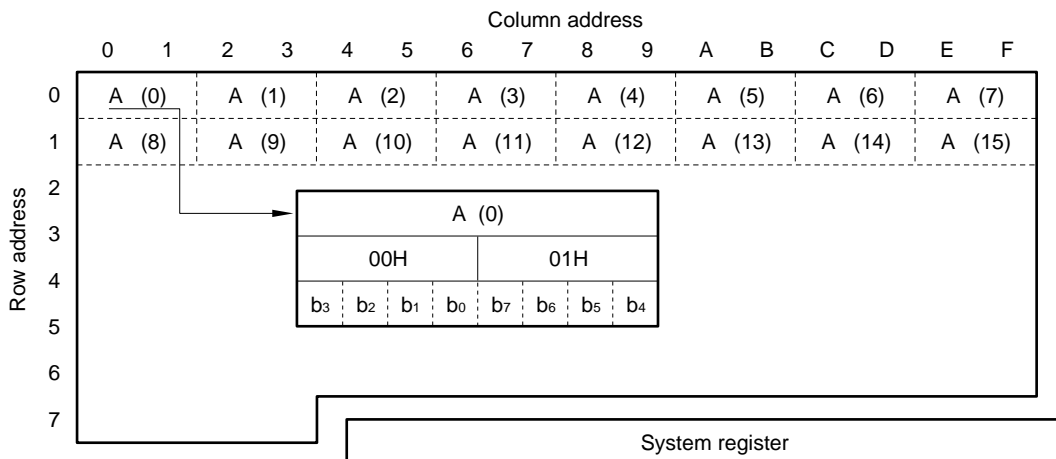 Column address
0 1 2 3 4 5 6 7 8 9 A B C D E F
Row address
0 A (0) A (1) A (2) A (3) A (4) A (5) A (6) A (7)
1 A (8) A (9) A (10) A (11) A (12) A (13) A (14) A (15)
2
A (0)
3
00H 01H
4
b3 b2 b1 b0 b7 b6 b5 b4
5
6
7
System register